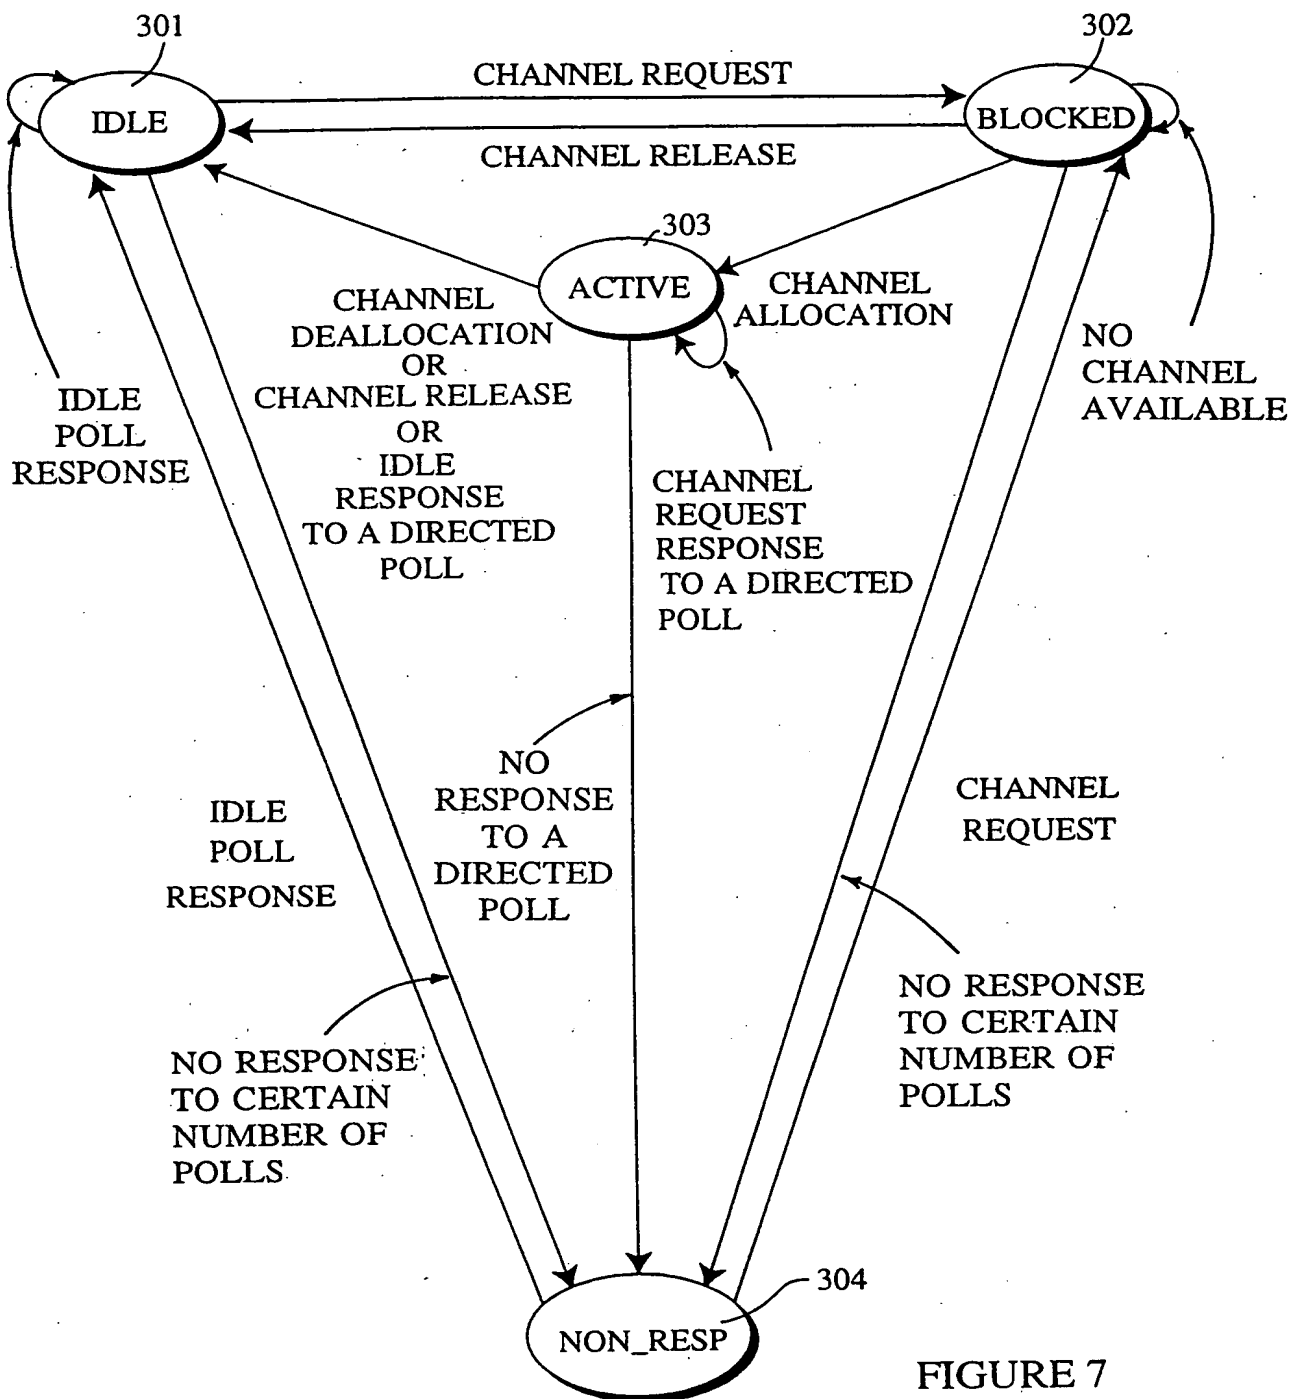 301
302
IDLE
CHANNEL REQUEST
BLOCKED
CHANNEL RELEASE
303
ACTIVE
CHANNEL
ALLOCATION
CHANNEL
DEALLOCATION
OR
CHANNEL RELEASE
OR
IDLE
RESPONSE
TO A DIRECTED
POLL
NO
CHANNEL
AVAILABLE
IDLE
POLL
RESPONSE
CHANNEL
REQUEST
RESPONSE
TO A DIRECTED
POLL
NO
RESPONSE
TO A
DIRECTED
POLL
IDLE
POLL
RESPONSE
CHANNEL
REQUEST
NO RESPONSE
TO CERTAIN
NUMBER OF
POLLS
NO RESPONSE
TO CERTAIN
NUMBER OF
POLLS
304
NON_RESP
FIGURE 7